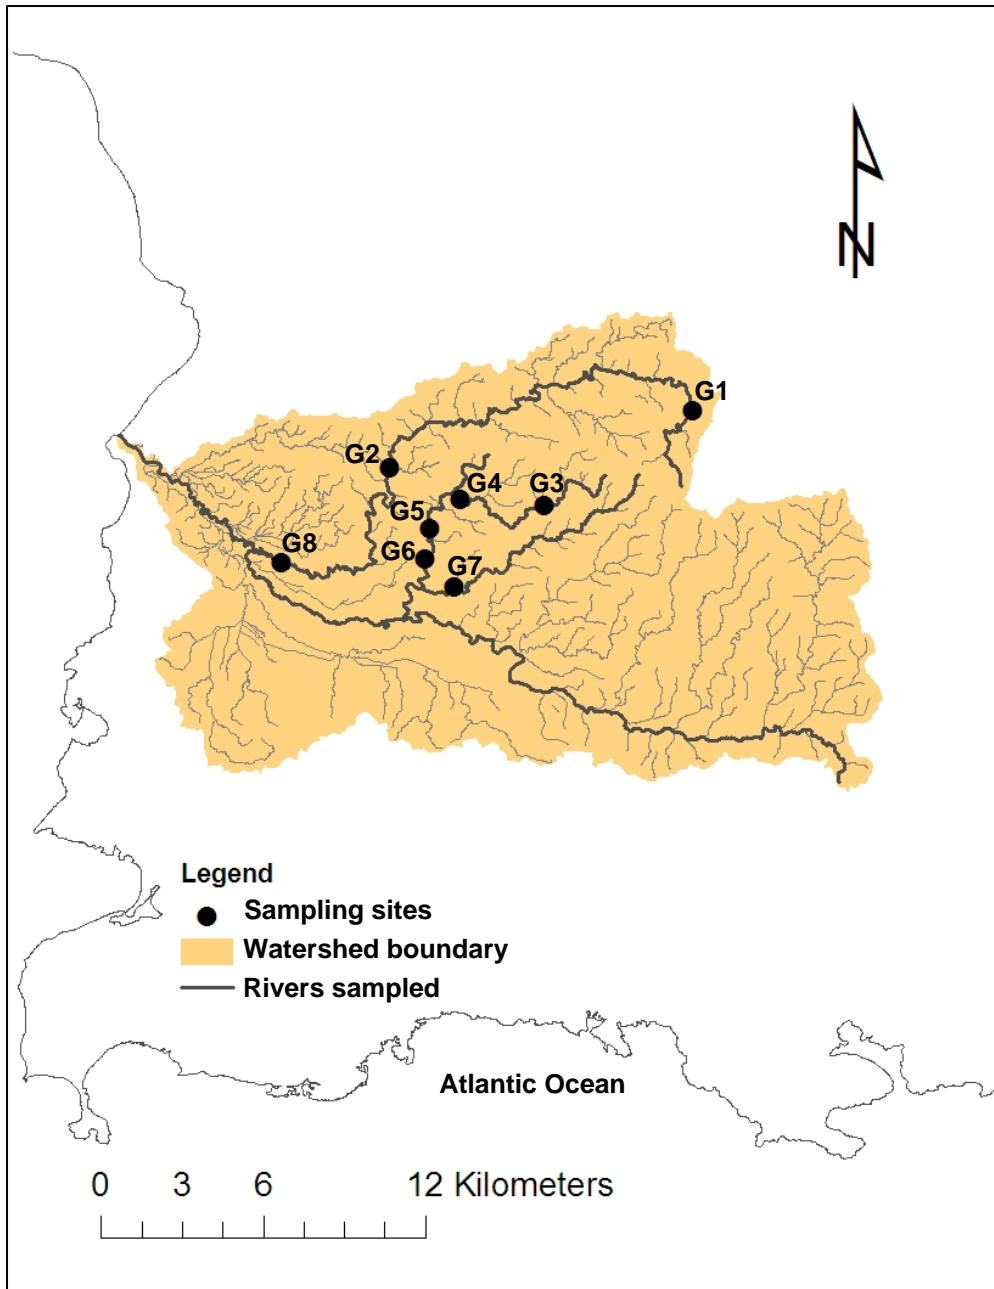 N
G1
G2
G4
G3
G5
G6
G8
G7
Legend
Sampling sites
Watershed boundary
Rivers sampled
Atlantic Ocean
0 3 6 12 Kilometers